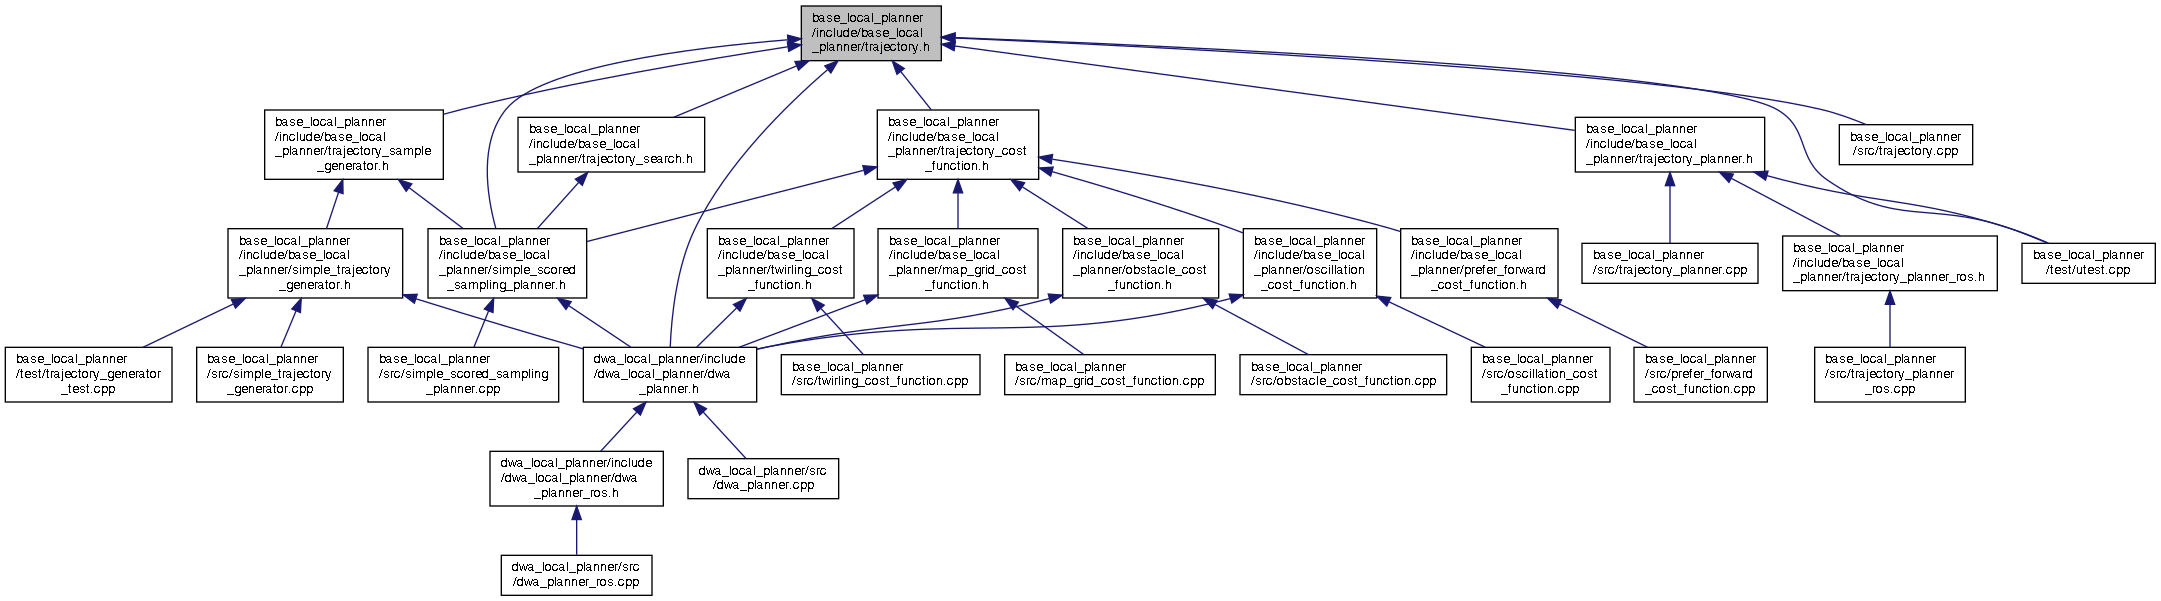 base_local_planner
/include/base_local
_planner/trajectory.h
base_local_planner
/include/base_local
_planner/trajectory_sample
_generator.h
base_local_planner
/include/base_local
_planner/trajectory_search.h
base_local_planner
/include/base_local
_planner/trajectory_cost
_function.h
base_local_planner
/include/base_local
_planner/trajectory_planner.h
base_local_planner
/src/trajectory.cpp
base_local_planner
/include/base_local
_planner/simple_trajectory
_generator.h
base_local_planner
/include/base_local
_planner/simple_scored
_sampling_planner.h
base_local_planner
/include/base_local
_planner/twirling_cost
_function.h
base_local_planner
/include/base_local
_planner/map_grid_cost
_function.h
base_local_planner
/include/base_local
_planner/obstacle_cost
_function.h
base_local_planner
/include/base_local
_planner/oscillation
_cost_function.h
base_local_planner
/include/base_local
_planner/prefer_forward
_cost_function.h
base_local_planner
/src/trajectory_planner.cpp
base_local_planner
/include/base_local
_planner/trajectory_planner_ros.h
base_local_planner
/test/utest.cpp
base_local_planner
/test/trajectory_generator
_test.cpp
base_local_planner
/src/simple_trajectory
_generator.cpp
base_local_planner
/src/simple_scored_sampling
_planner.cpp
dwa_local_planner/include
/dwa_local_planner/dwa
_planner.h
base_local_planner
/src/twirling_cost_function.cpp
base_local_planner
/src/map_grid_cost_function.cpp
base_local_planner
/src/obstacle_cost_function.cpp
base_local_planner
/src/oscillation_cost
_function.cpp
base_local_planner
/src/prefer_forward
_cost_function.cpp
base_local_planner
/src/trajectory_planner
_ros.cpp
dwa_local_planner/include
/dwa_local_planner/dwa
_planner_ros.h
dwa_local_planner/src
/dwa_planner.cpp
dwa_local_planner/src
/dwa_planner_ros.cpp